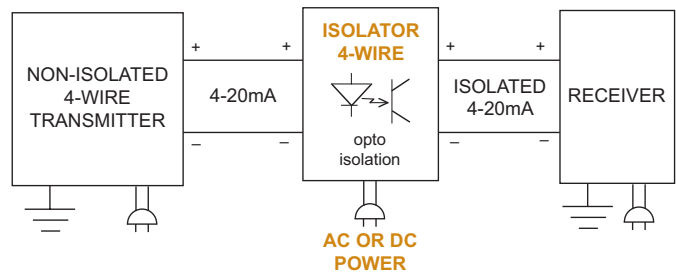 NON-ISOLATED
4-WIRE
TRANSMITTER
+
+
4-20mA
–
–
ISOLATOR
4-WIRE
opto
isolation
AC OR DC
POWER
+
+
ISOLATED
4-20mA
–
–
RECEIVER